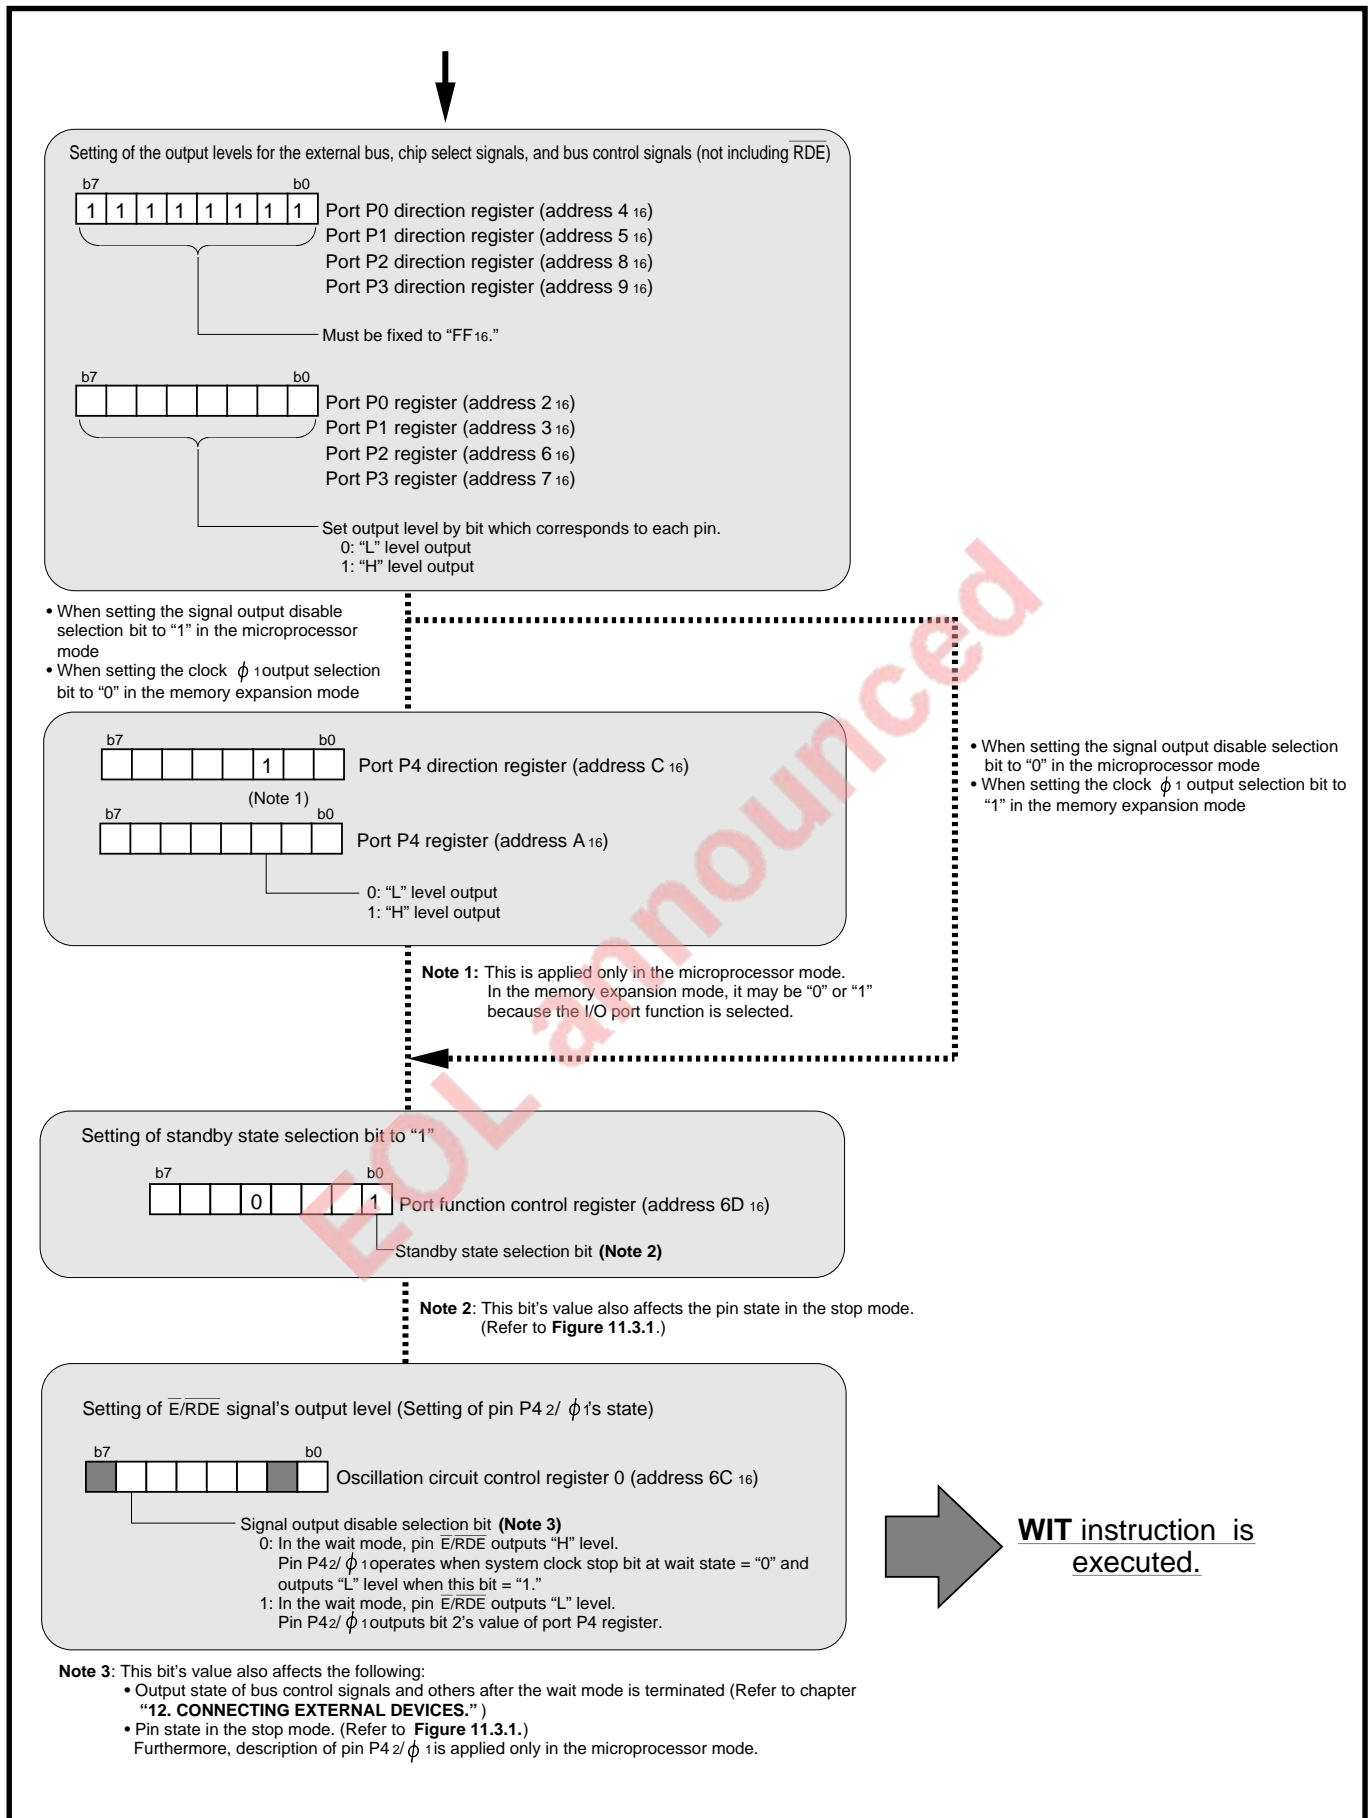 Setting of the output levels for the external bus, chip select signals, and bus control signals (not including RDE)
b7 b0
1 1 1 1 1 1 1 1 Port P0 direction register (address 4 16)
Port P1 direction register (address 5 16)
Port P2 direction register (address 8 16)
Port P3 direction register (address 9 16)
Must be fixed to “FF16.”
b7 b0
Port P0 register (address 2 16)
Port P1 register (address 3 16)
Port P2 register (address 6 16)
Port P3 register (address 7 16)
Set output level by bit which corresponds to each pin.
0: “L” level output
1: “H” level output
• When setting the signal output disable
selection bit to “1” in the microprocessor
mode
• When setting the clock ϕ 1 output selection
bit to “0” in the memory expansion mode
b7 b0
1 Port P4 direction register (address C 16)
(Note 1)
b7 b0
Port P4 register (address A 16)
0: “L” level output
1: “H” level output
• When setting the signal output disable selection
bit to “0” in the microprocessor mode
• When setting the clock ϕ 1 output selection bit to
“1” in the memory expansion mode
Note 1: This is applied only in the microprocessor mode.
In the memory expansion mode, it may be “0” or “1”
because the I/O port function is selected.
Setting of standby state selection bit to “1”
b7 b0
0 1 Port function control register (address 6D 16)
Standby state selection bit (Note 2)
Note 2: This bit’s value also affects the pin state in the stop mode.
(Refer to Figure 11.3.1.)
Setting of E/RDE signal’s output level (Setting of pin P4 2/ ϕ 1’s state)
b7 b0
Oscillation circuit control register 0 (address 6C 16)
Signal output disable selection bit (Note 3)
0: In the wait mode, pin E/RDE outputs “H” level.
Pin P42/ ϕ 1 operates when system clock stop bit at wait state = “0” and
outputs “L” level when this bit = “1.”
1: In the wait mode, pin E/RDE outputs “L” level.
Pin P42/ ϕ 1 outputs bit 2’s value of port P4 register.
WIT instruction is
executed.
Note 3: This bit’s value also affects the following:
• Output state of bus control signals and others after the wait mode is terminated (Refer to chapter
“12. CONNECTING EXTERNAL DEVICES.”)
• Pin state in the stop mode. (Refer to Figure 11.3.1.)
Furthermore, description of pin P4 2/ ϕ 1 is applied only in the microprocessor mode.
EOL announced